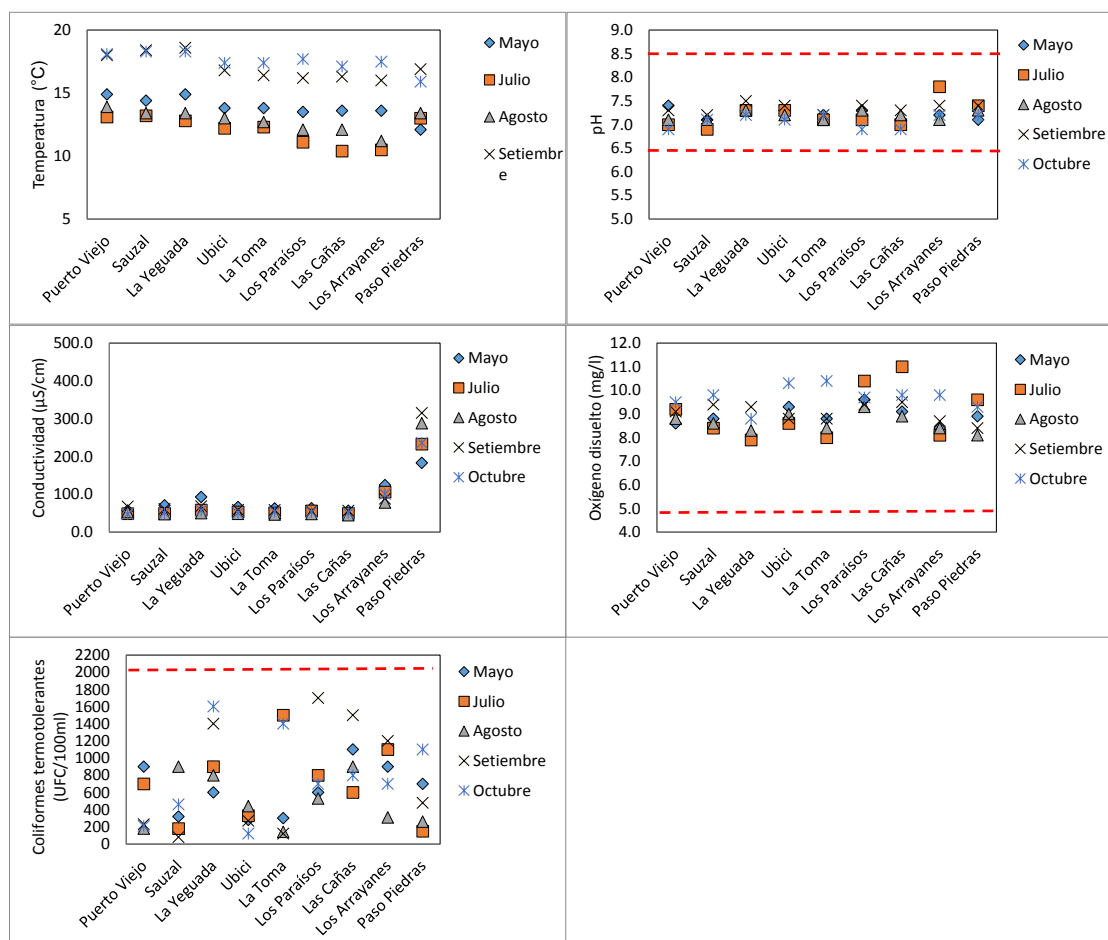 20
15
10
5
Temperatura (°C)
Puerto Viejo
Sauzal
La Yeguada
Ubici
La Toma
Los Paraísos
Las Cañas
Los Arrayanes
Paso Piedras
Mayo
Julio
Agosto
Setiembr
e
9.0
8.5
8.0
7.5
7.0
6.5
6.0
5.5
5.0
pH
Puerto Viejo
Sauzal
La Yeguada
Ubici
La Toma
Los Paraísos
Las Cañas
Los Arrayanes
Paso Piedras
Mayo
Julio
Agosto
Setiembre
Octubre
500.0
400.0
300.0
200.0
100.0
0.0
Conductividad (µS/cm)
Puerto Viejo
Sauzal
La Yeguada
Ubici
La Toma
Los Paraísos
Las Cañas
Los Arrayanes
Paso Piedras
Mayo
Julio
Agosto
Setiembre
Octubre
12.0
11.0
10.0
9.0
8.0
7.0
6.0
5.0
4.0
Oxígeno disuelto (mg/l)
Puerto Viejo
Sauzal
La Yeguada
Ubici
La Toma
Los Paraísos
Las Cañas
Los Arrayanes
Paso Piedras
Mayo
Julio
Agosto
Setiembre
Octubre
2200
2000
1800
1600
1400
1200
1000
800
600
400
200
0
Coliformes termotolerantes
(UFC/100ml)
Puerto Viejo
Sauzal
La Yeguada
Ubici
La Toma
Los Paraísos
Las Cañas
Los Arrayanes
Paso Piedras
Mayo
Julio
Agosto
Setiembre
Octubre